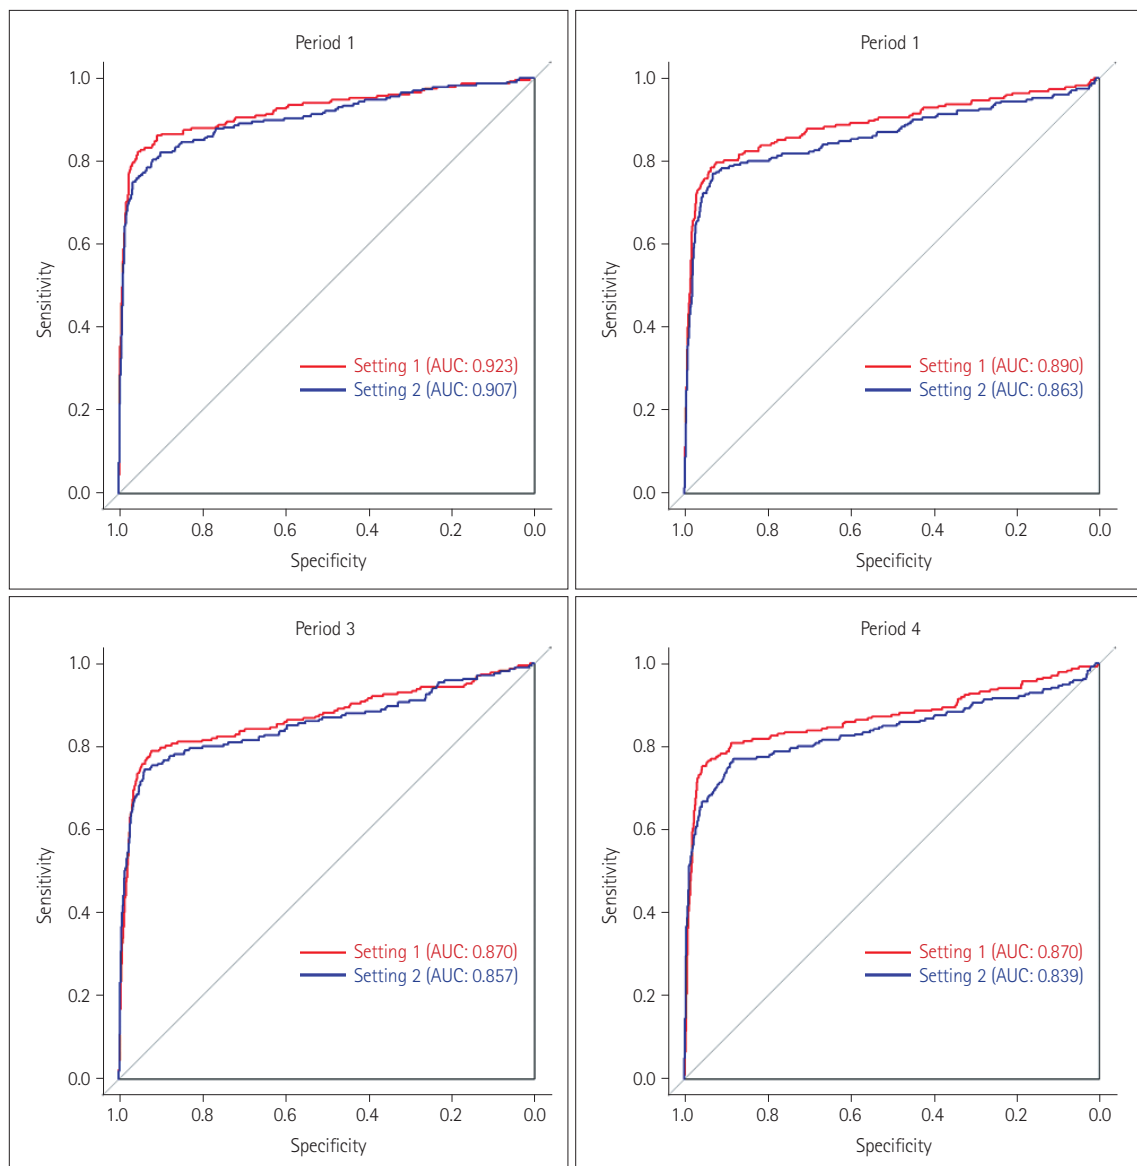 Period 1
1.0
0.8
0.6
0.4
0.2
0.0
Sensitivity
Setting 1 (AUC: 0.923)
Setting 2 (AUC: 0.907)
1.0 0.8 0.6 0.4 0.2 0.0
Specificity
Period 1
1.0
0.8
0.6
0.4
0.2
0.0
Sensitivity
Setting 1 (AUC: 0.890)
Setting 2 (AUC: 0.863)
1.0 0.8 0.6 0.4 0.2 0.0
Specificity
Period 3
1.0
0.8
0.6
0.4
0.2
0.0
Sensitivity
Setting 1 (AUC: 0.870)
Setting 2 (AUC: 0.857)
1.0 0.8 0.6 0.4 0.2 0.0
Specificity
Period 4
1.0
0.8
0.6
0.4
0.2
0.0
Sensitivity
Setting 1 (AUC: 0.870)
Setting 2 (AUC: 0.839)
1.0 0.8 0.6 0.4 0.2 0.0
Specificity